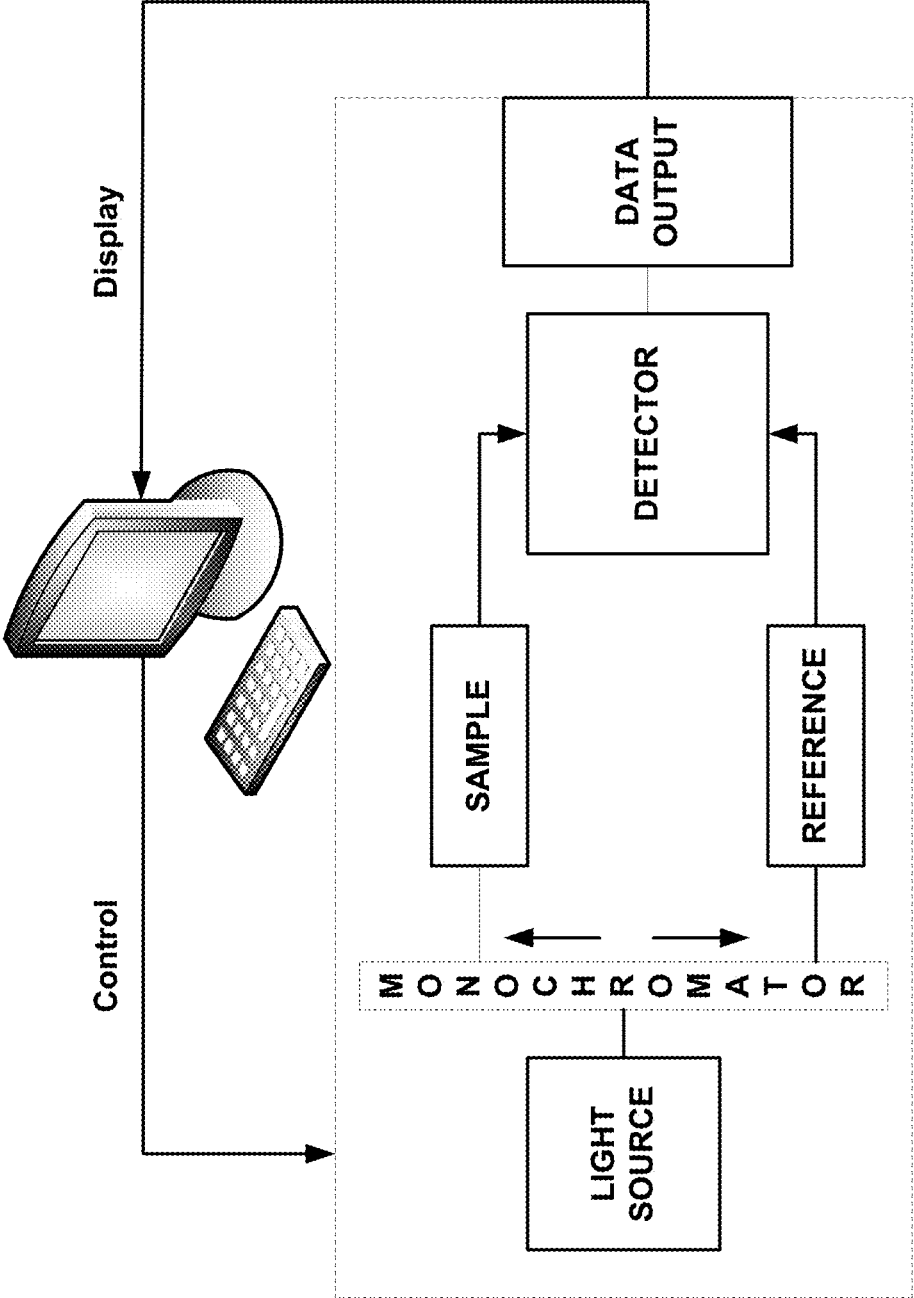 Control
Display
LIGHT
SOURCE
MONOCHROMATOR
SAMPLE
REFERENCE
DETECTOR
DATA
OUTPUT